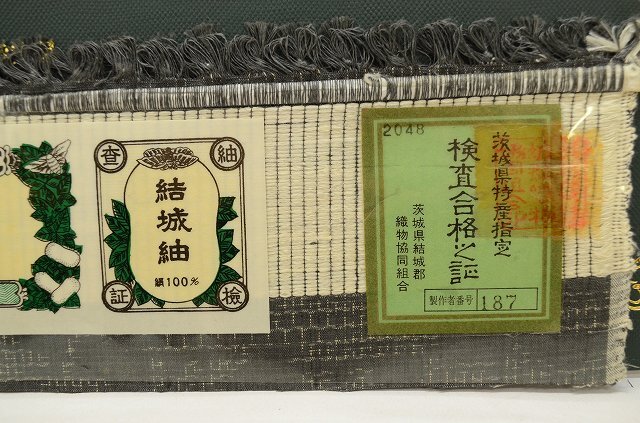 査
紬
結城紬
絹100%
証
檢
2048
茨城県特産指定之
検査合格之証
茨城県結城郡
織物協同組合
製作者番号
187